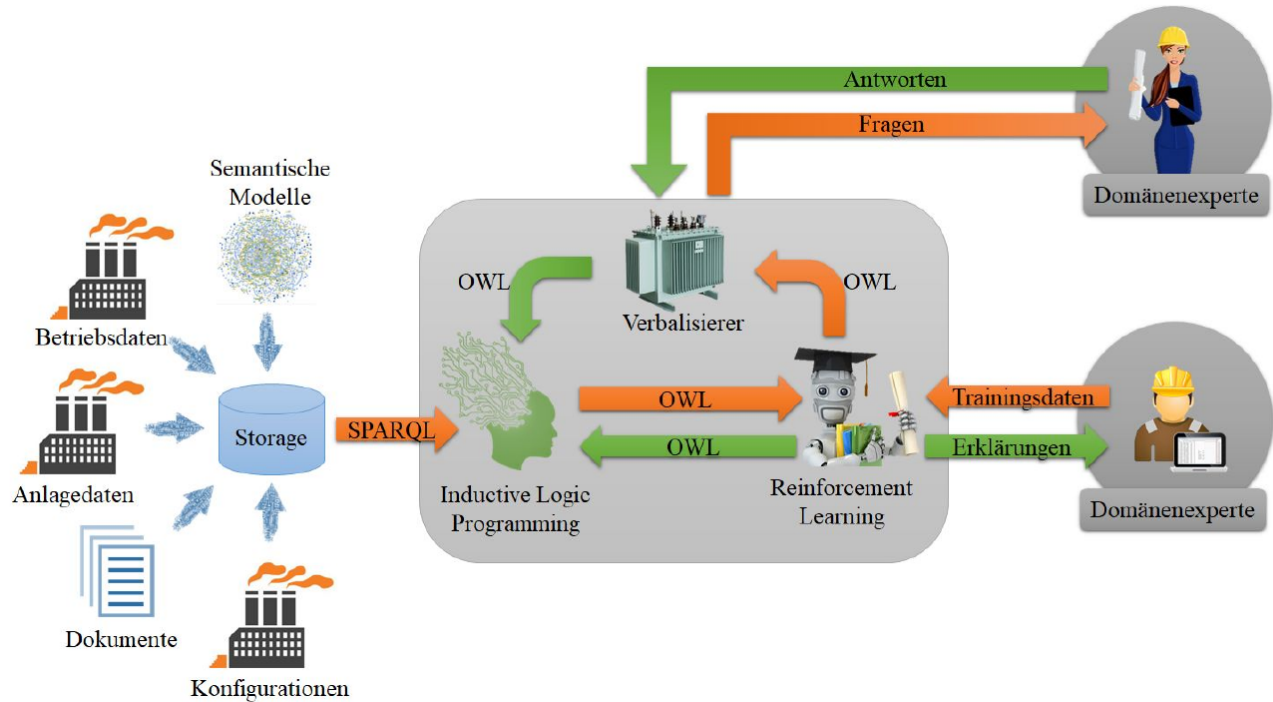 Antworten
Fragen
Domänenexperte
Semantische
Modelle
Betriebsdaten
OWL
OWL
Verbalisierer
Anlagedaten
Storage
SPARQL
OWL
OWL
Trainingsdaten
Erklärungen
Inductive Logic
Programming
Reinforcement
Learning
Domänenexperte
Dokumente
Konfigurationen